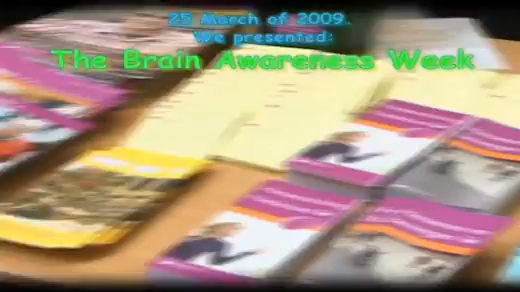 25 March of 2009.
We presented:
The Brain Awareness Week